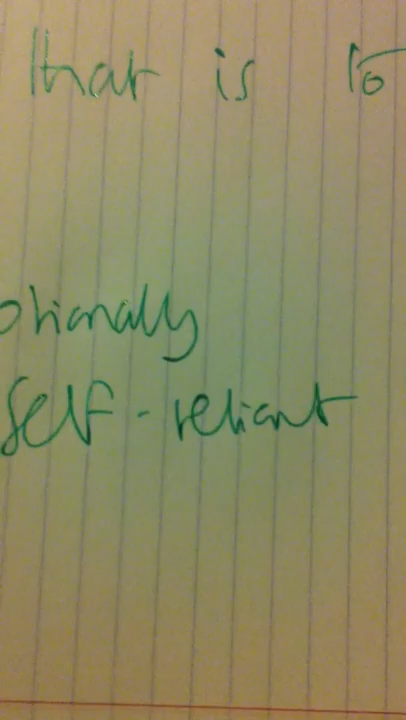 that is to
otionally
self-reliant